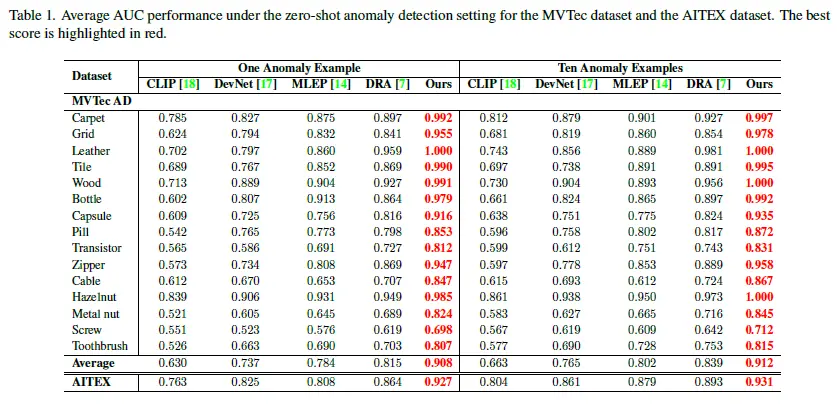 Table 1. Average AUC performance under the zero-shot anomaly detection setting for the MVTec dataset and the AITEX dataset. The best
score is highlighted in red.
Dataset One Anomaly Example Ten Anomaly Examples
CLIP [18] DevNet [17] MLEP [14] DRA [7] Ours CLIP [18] DevNet [17] MLEP [14] DRA [7] Ours
MVTec AD
Carpet 0.785 0.827 0.875 0.897 0.992 0.812 0.879 0.901 0.927 0.997
Grid 0.624 0.794 0.832 0.841 0.955 0.681 0.819 0.860 0.854 0.978
Leather 0.702 0.797 0.860 0.959 1.000 0.743 0.856 0.889 0.981 1.000
Tile 0.689 0.767 0.852 0.869 0.990 0.697 0.738 0.891 0.891 0.995
Wood 0.713 0.889 0.904 0.927 0.991 0.730 0.904 0.893 0.956 1.000
Bottle 0.602 0.807 0.913 0.864 0.979 0.661 0.824 0.865 0.897 0.992
Capsule 0.609 0.725 0.756 0.816 0.916 0.638 0.751 0.775 0.824 0.935
Pill 0.542 0.765 0.773 0.798 0.853 0.596 0.758 0.802 0.817 0.872
Transistor 0.565 0.586 0.691 0.727 0.812 0.599 0.612 0.751 0.743 0.831
Zipper 0.573 0.734 0.808 0.869 0.947 0.597 0.778 0.853 0.889 0.958
Cable 0.612 0.670 0.653 0.707 0.847 0.615 0.693 0.612 0.724 0.867
Hazelnut 0.839 0.906 0.931 0.949 0.985 0.861 0.938 0.950 0.973 1.000
Metal nut 0.521 0.605 0.645 0.689 0.824 0.583 0.627 0.665 0.716 0.845
Screw 0.551 0.523 0.576 0.619 0.698 0.567 0.619 0.609 0.642 0.712
Toothbrush 0.526 0.663 0.690 0.703 0.807 0.577 0.690 0.728 0.753 0.815
Average 0.630 0.737 0.784 0.815 0.908 0.663 0.765 0.802 0.839 0.912
AITEX 0.763 0.825 0.808 0.864 0.927 0.804 0.861 0.879 0.893 0.931